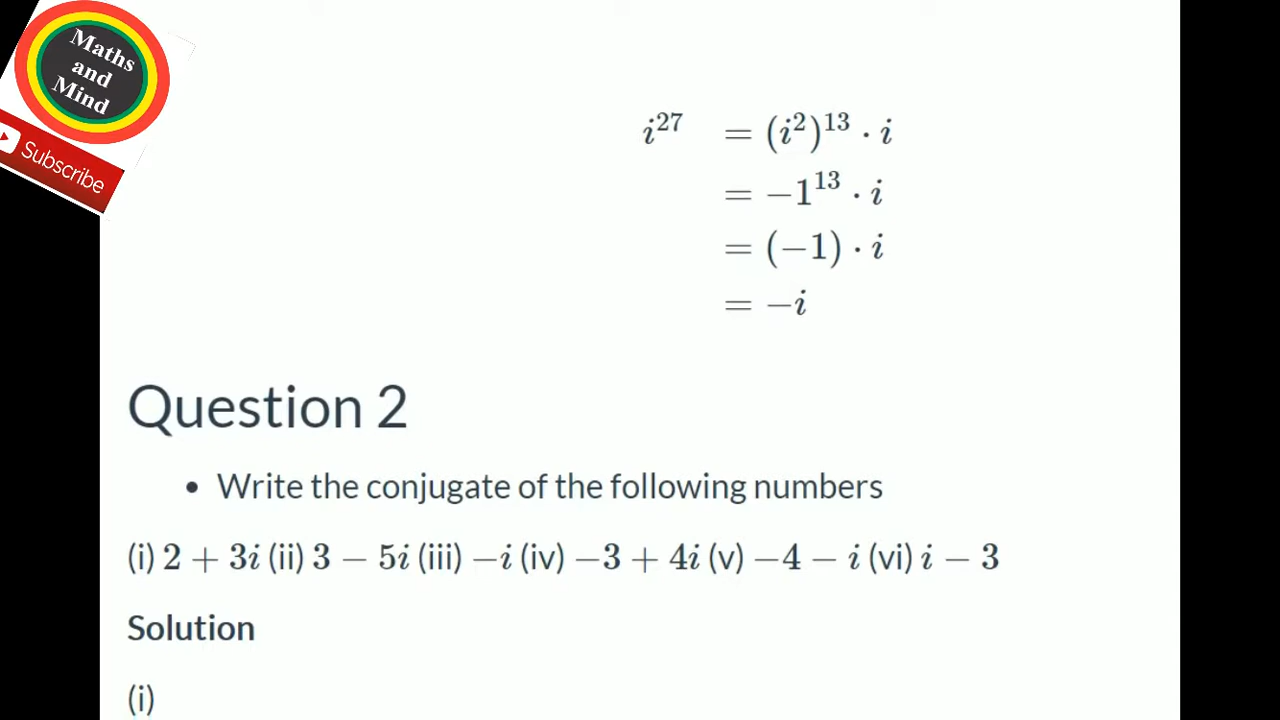 Maths
and
Mind
Subscribe
i^27 = (i^2)^13 · i
= −1^13 · i
= (−1) · i
= −i
Question 2
• Write the conjugate of the following numbers
(i) 2 + 3i (ii) 3 − 5i (iii) −i (iv) −3 + 4i (v) −4 − i (vi) i − 3
Solution
(i)